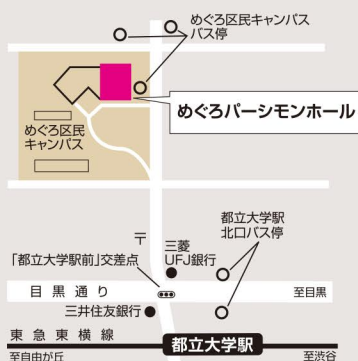 めぐろ区民キャンパス
バス停
めぐろパーシモンホール
めぐろ区民
キャンパス
都立大学駅
北口バス停
〒
三菱
UFJ銀行
「都立大学駅前」交差点
目黒通り
至目黒
三井住友銀行
東急東横線
都立大学駅
至自由が丘
至渋谷